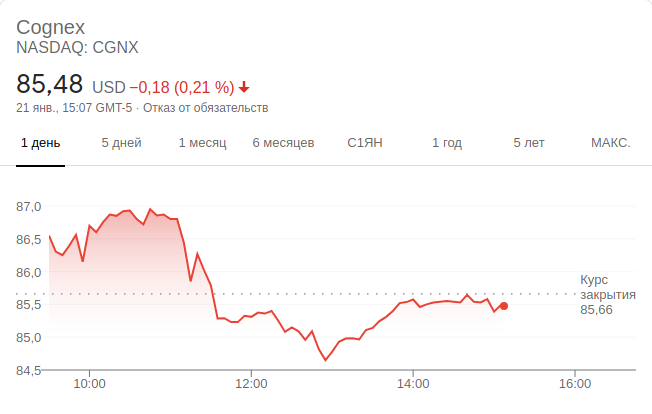 Cognex
NASDAQ: CGNX
85,48 USD −0,18 (0,21 %)
21 янв., 15:07 GMT-5 · Отказ от обязательств
1 день 5 дней 1 месяц 6 месяцев С1ЯН 1 год 5 лет МАКС.
87,0
86,5
86,0
85,5
85,0
84,5
Курс
закрытия
85,66
10:00 12:00 14:00 16:00